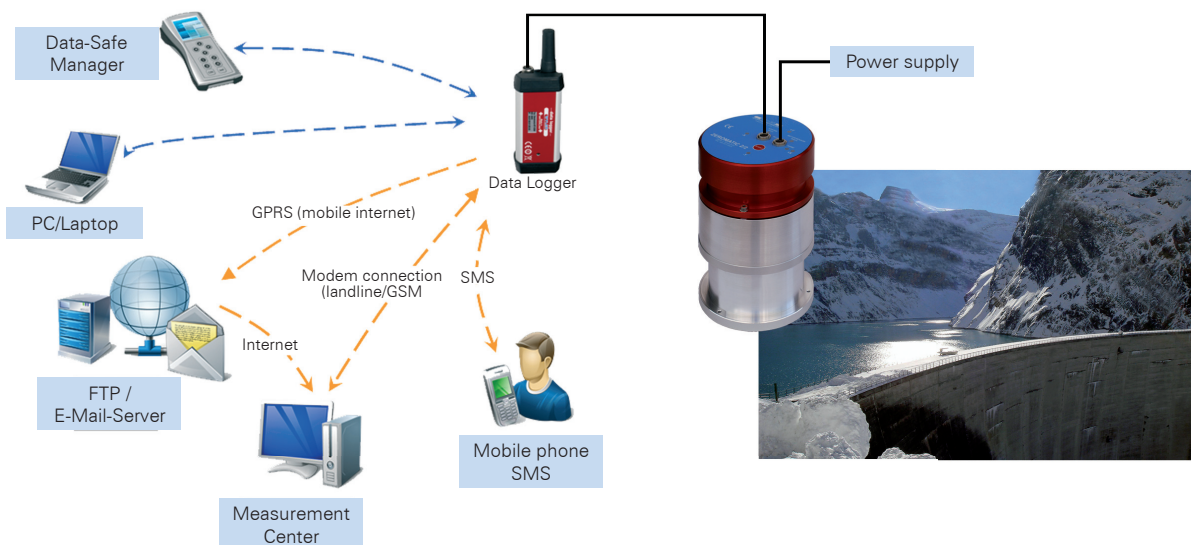 Data-Safe
Manager
Power supply
Data Logger
PC/Laptop
GPRS (mobile internet)
Modem connection
(landline/GSM
SMS
Internet
FTP /
E-Mail-Server
Mobile phone
SMS
Measurement
Center